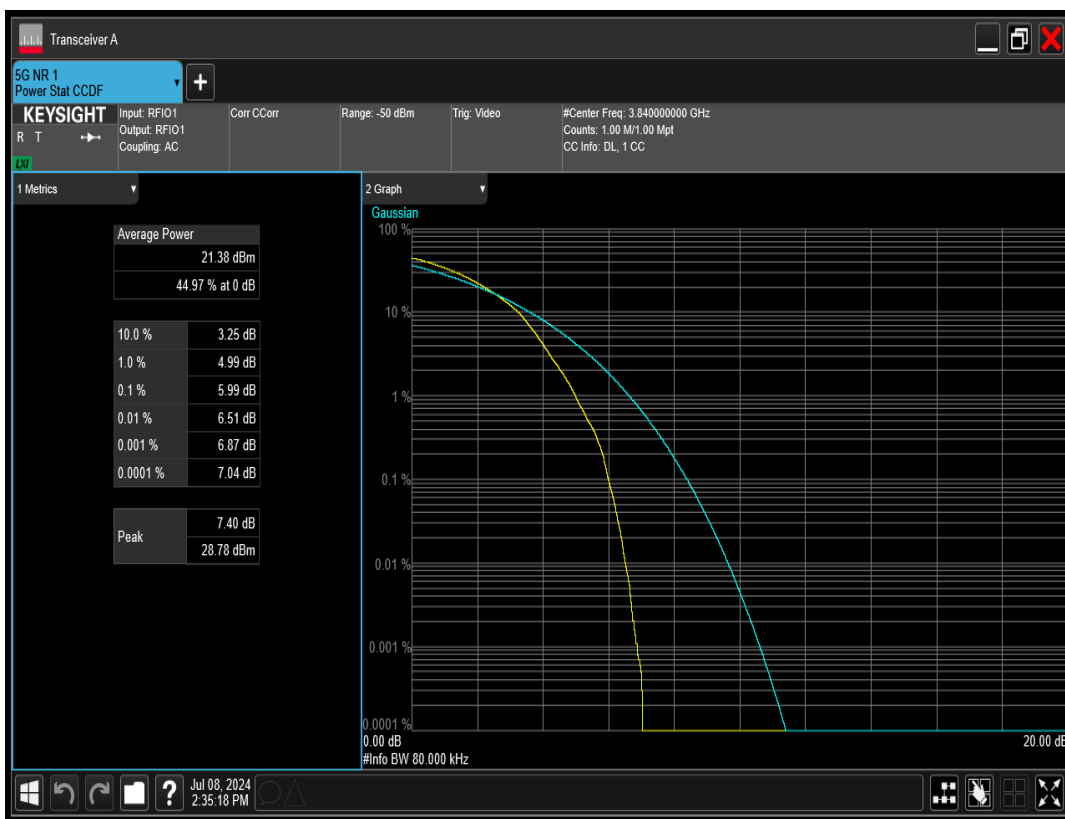 Transceiver A
5G NR 1
Power Stat CCDF
+
KEYSIGHT
R T
LXI
Input: RFIO1
Output: RFIO1
Coupling: AC
Corr CCorr
Range: -50 dBm
Trig: Video
#Center Freq: 3.840000000 GHz
Counts: 1.00 M/1.00 Mpt
CC Info: DL, 1 CC
1 Metrics
Average Power
21.38 dBm
44.97 % at 0 dB
10.0 % 3.25 dB
1.0 % 4.99 dB
0.1 % 5.99 dB
0.01 % 6.51 dB
0.001 % 6.87 dB
0.0001 % 7.04 dB
Peak
7.40 dB
28.78 dBm
2 Graph
Gaussian
100 %
10 %
1 %
0.1 %
0.01 %
0.001 %
0.0001 %
0.00 dB
20.00 dB
#Info BW 80.000 kHz
?
Jul 08, 2024
2:35:18 PM